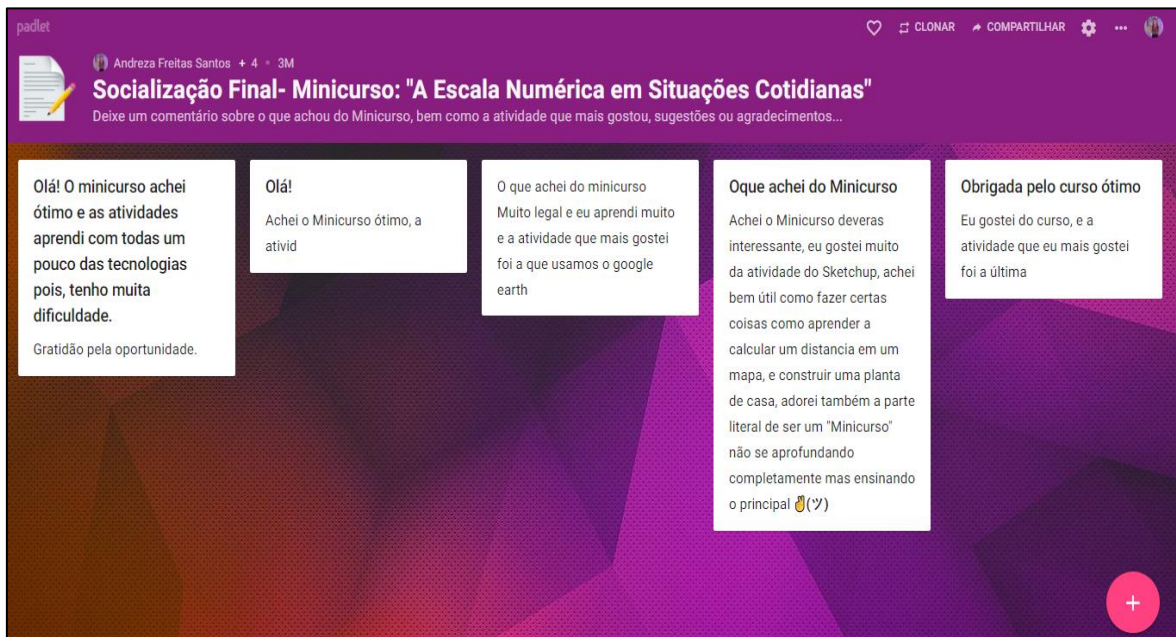 padlet
CLONAR
COMPARTILHAR
Andreza Freitas Santos + 4 • 3M
Socialização Final- Minicurso: "A Escala Numérica em Situações Cotidianas"
Deixe um comentário sobre o que achou do Minicurso, bem como a atividade que mais gostou, sugestões ou agradecimentos...
Olá! O minicurso achei
ótimo e as atividades
aprendi com todas um
pouco das tecnologias
pois, tenho muita
dificuldade.
Gratidão pela oportunidade.
Olá!
Achei o Minicurso ótimo, a
ativid
O que achei do minicurso
Muito legal e eu aprendi muito
e a atividade que mais gostei
foi a que usamos o google
earth
Oque achei do Minicurso
Achei o Minicurso deveras
interessante, eu gostei muito
da atividade do Sketchup, achei
bem útil como fazer certas
coisas como aprender a
calcular um distancia em um
mapa, e construir uma planta
de casa, adorei também a parte
literal de ser um "Minicurso"
não se aprofundando
completamente mas ensinando
o principal ✌(ツ)
Obrigada pelo curso ótimo
Eu gostei do curso, e a
atividade que eu mais gostei
foi a última